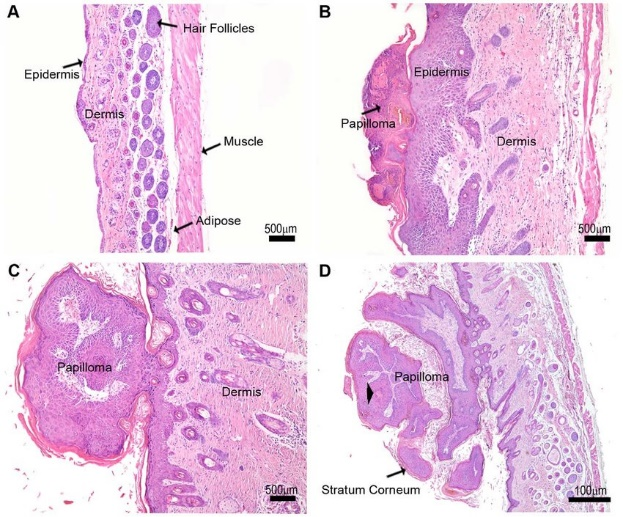 A
Hair Follicles
Epidermis
Dermis
Muscle
Adipose
500µm
B
Epidermis
Papilloma
Dermis
500µm
C
Papilloma
Dermis
500µm
D
Papilloma
Stratum Corneum
100µm